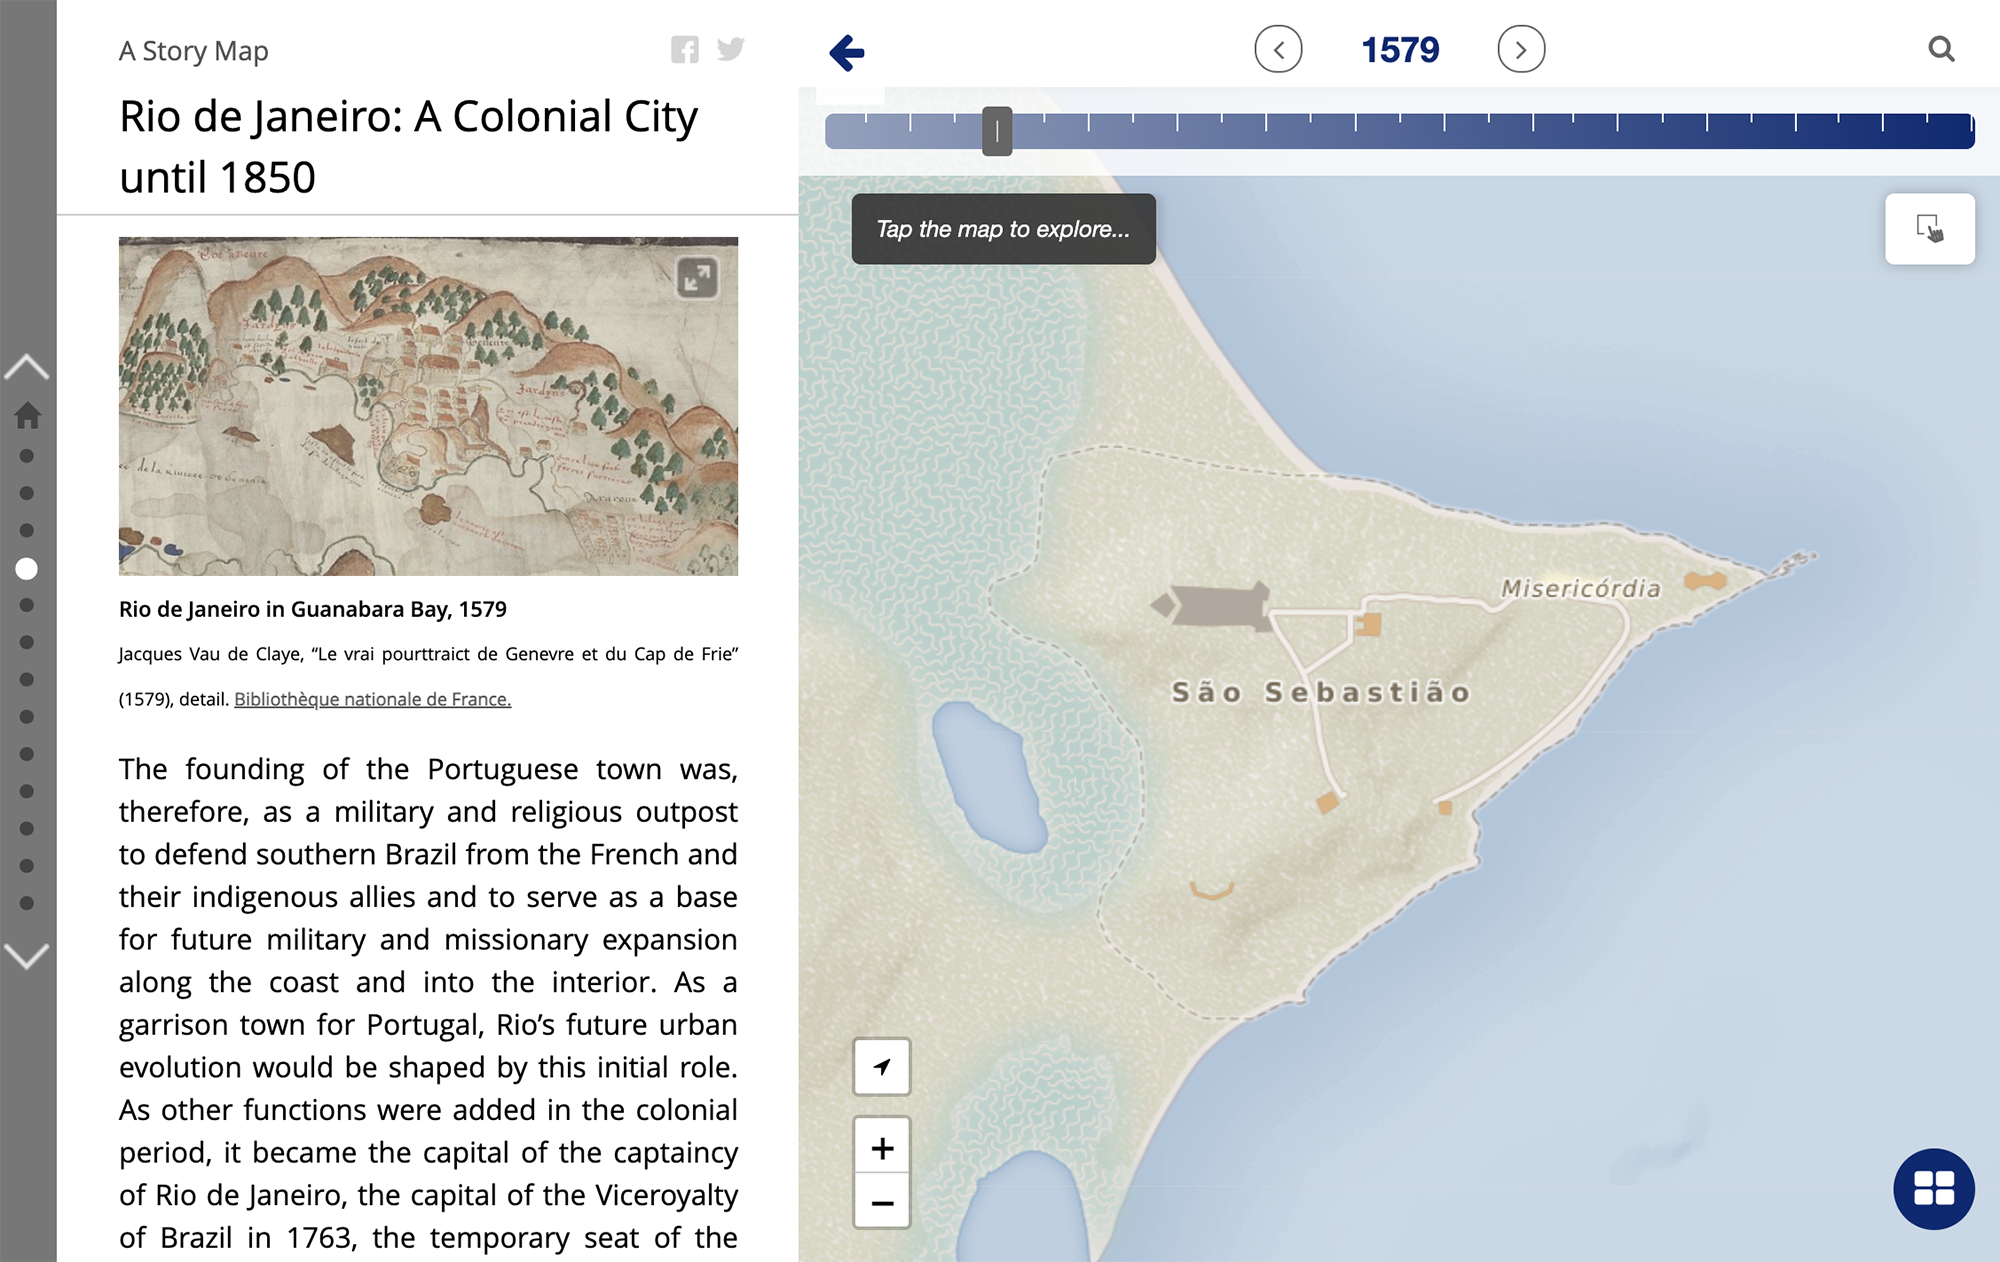 A Story Map
Rio de Janeiro: A Colonial City
until 1850
Jardyns
Jardyns
Rio de Janeiro in Guanabara Bay, 1579
Jacques Vau de Claye, “Le vrai pourttraict de Genevre et du Cap de Frie”
(1579), detail. Bibliothèque nationale de France.
The founding of the Portuguese town was,
therefore, as a military and religious outpost
to defend southern Brazil from the French and
their indigenous allies and to serve as a base
for future military and missionary expansion
along the coast and into the interior. As a
garrison town for Portugal, Rio’s future urban
evolution would be shaped by this initial role.
As other functions were added in the colonial
period, it became the capital of the captaincy
of Rio de Janeiro, the capital of the Viceroyalty
of Brazil in 1763, the temporary seat of the
1579
Tap the map to explore...
Misericórdia
São Sebastião
+
−